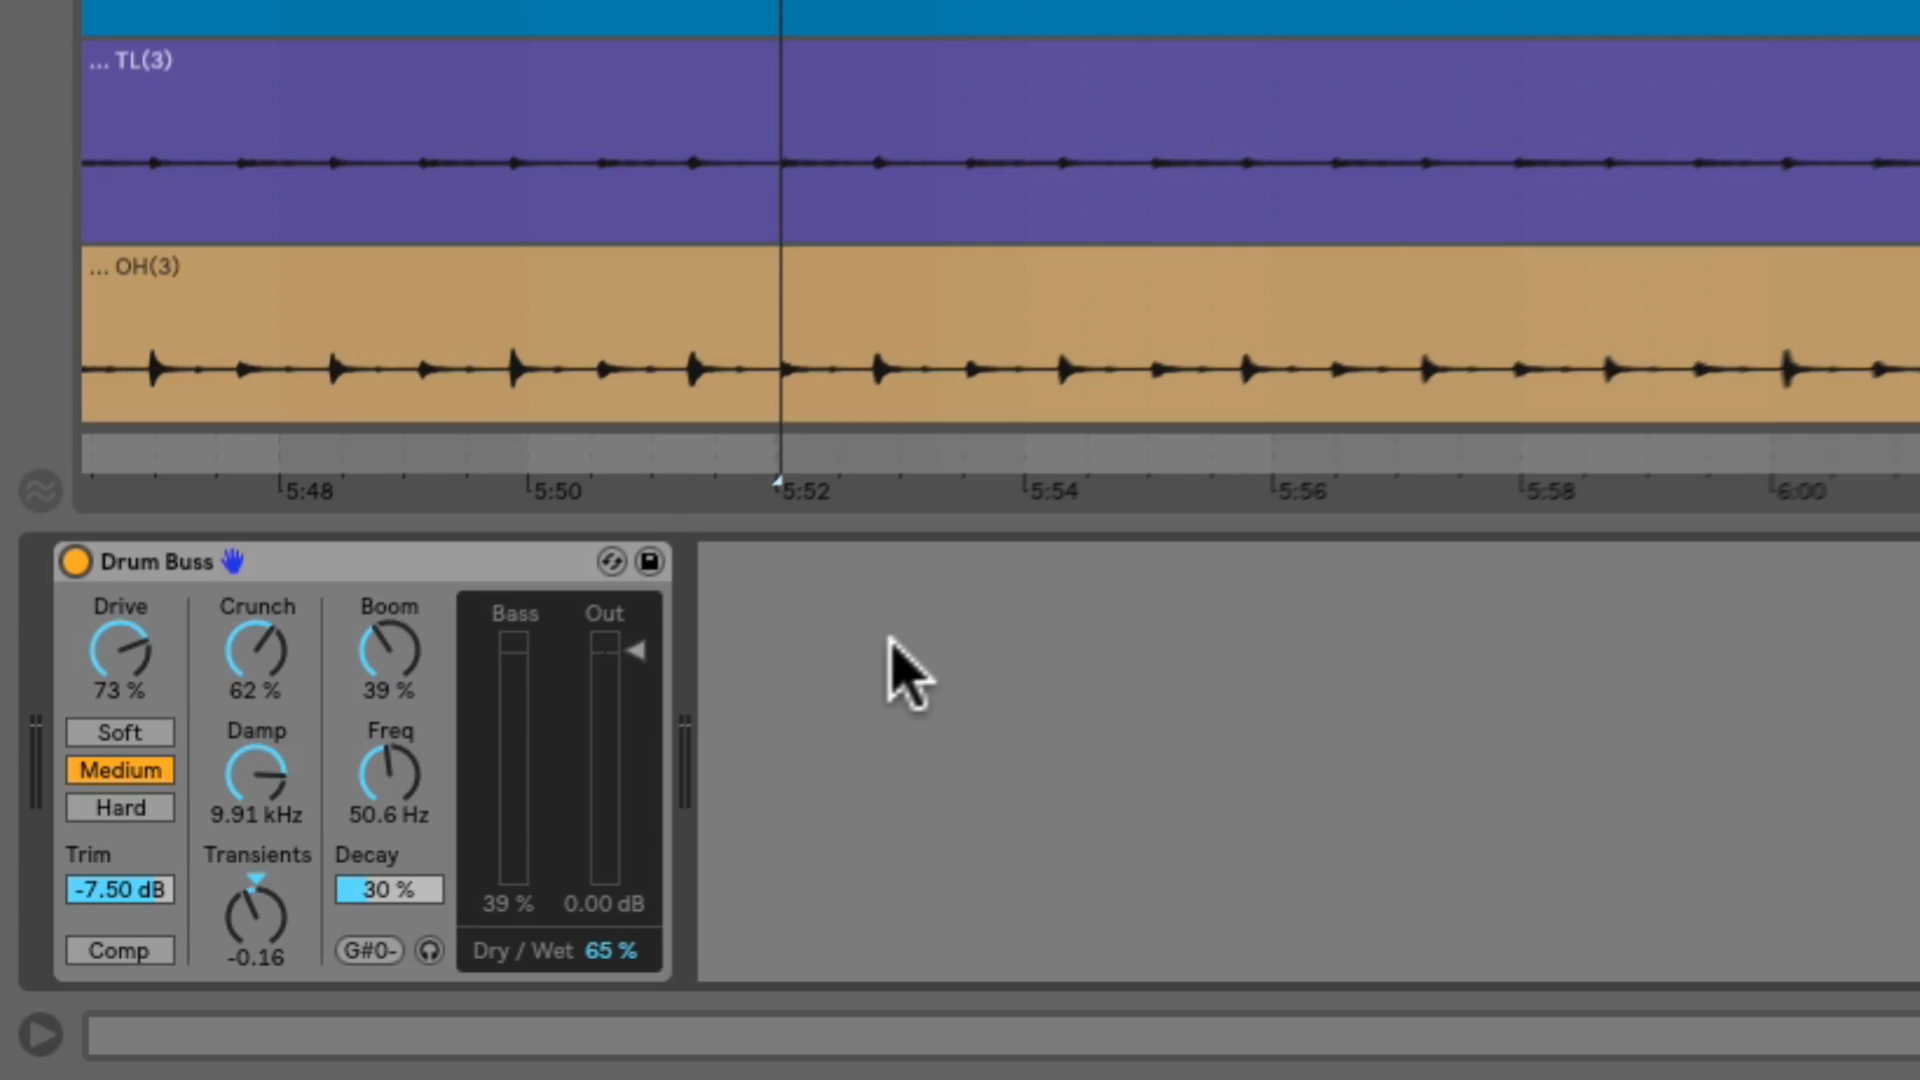 ... TL(3)
... OH(3)
5:48 5:50 5:52 5:54 5:56 5:58 6:00
Drum Buss
Drive Crunch Boom Bass Out
73 % 62 % 39 %
Soft Damp Freq
Medium
Hard 9.91 kHz 50.6 Hz
Trim Transients Decay
-7.50 dB 30 % 39 % 0.00 dB
Comp -0.16 G#0- Dry / Wet 65 %